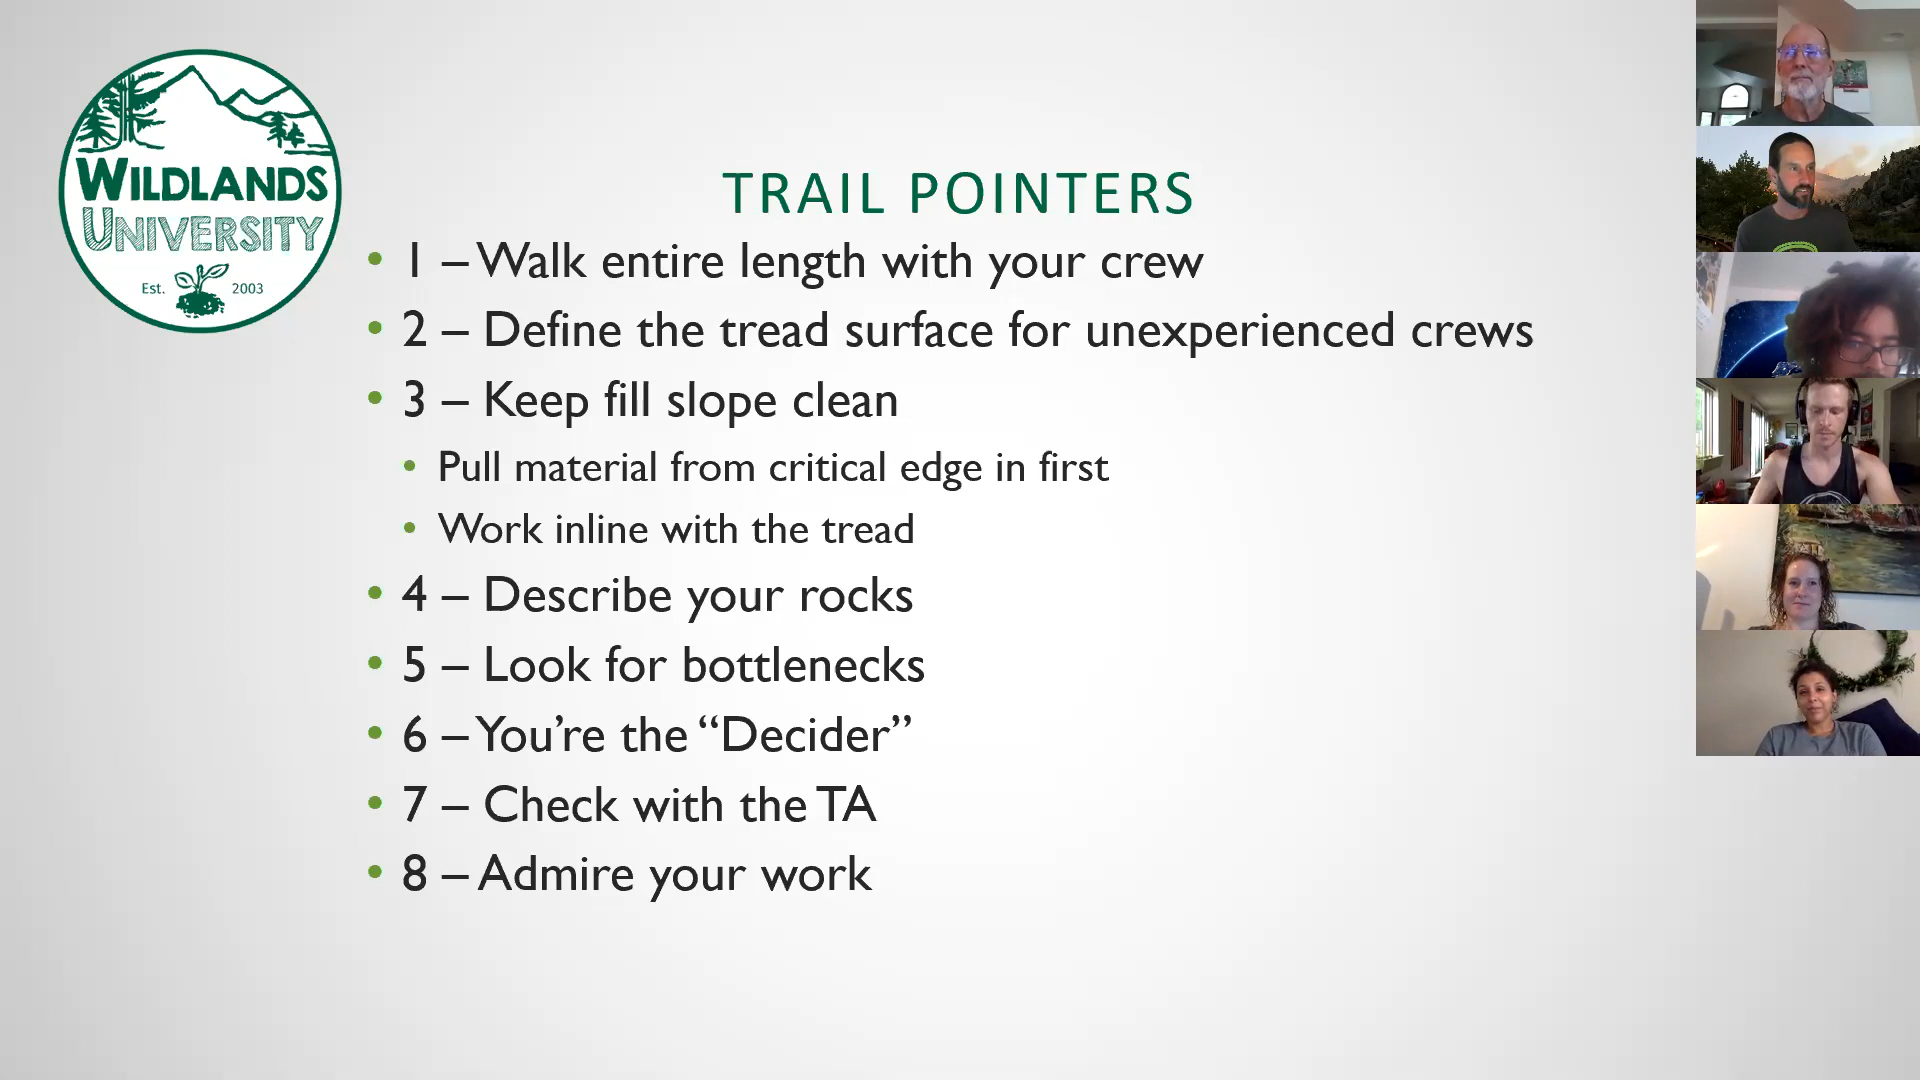 WILDLANDS
UNIVERSITY
Est. 2003
TRAIL POINTERS
• 1 – Walk entire length with your crew
• 2 – Define the tread surface for unexperienced crews
• 3 – Keep fill slope clean
• Pull material from critical edge in first
• Work inline with the tread
• 4 – Describe your rocks
• 5 – Look for bottlenecks
• 6 – You’re the “Decider”
• 7 – Check with the TA
• 8 – Admire your work